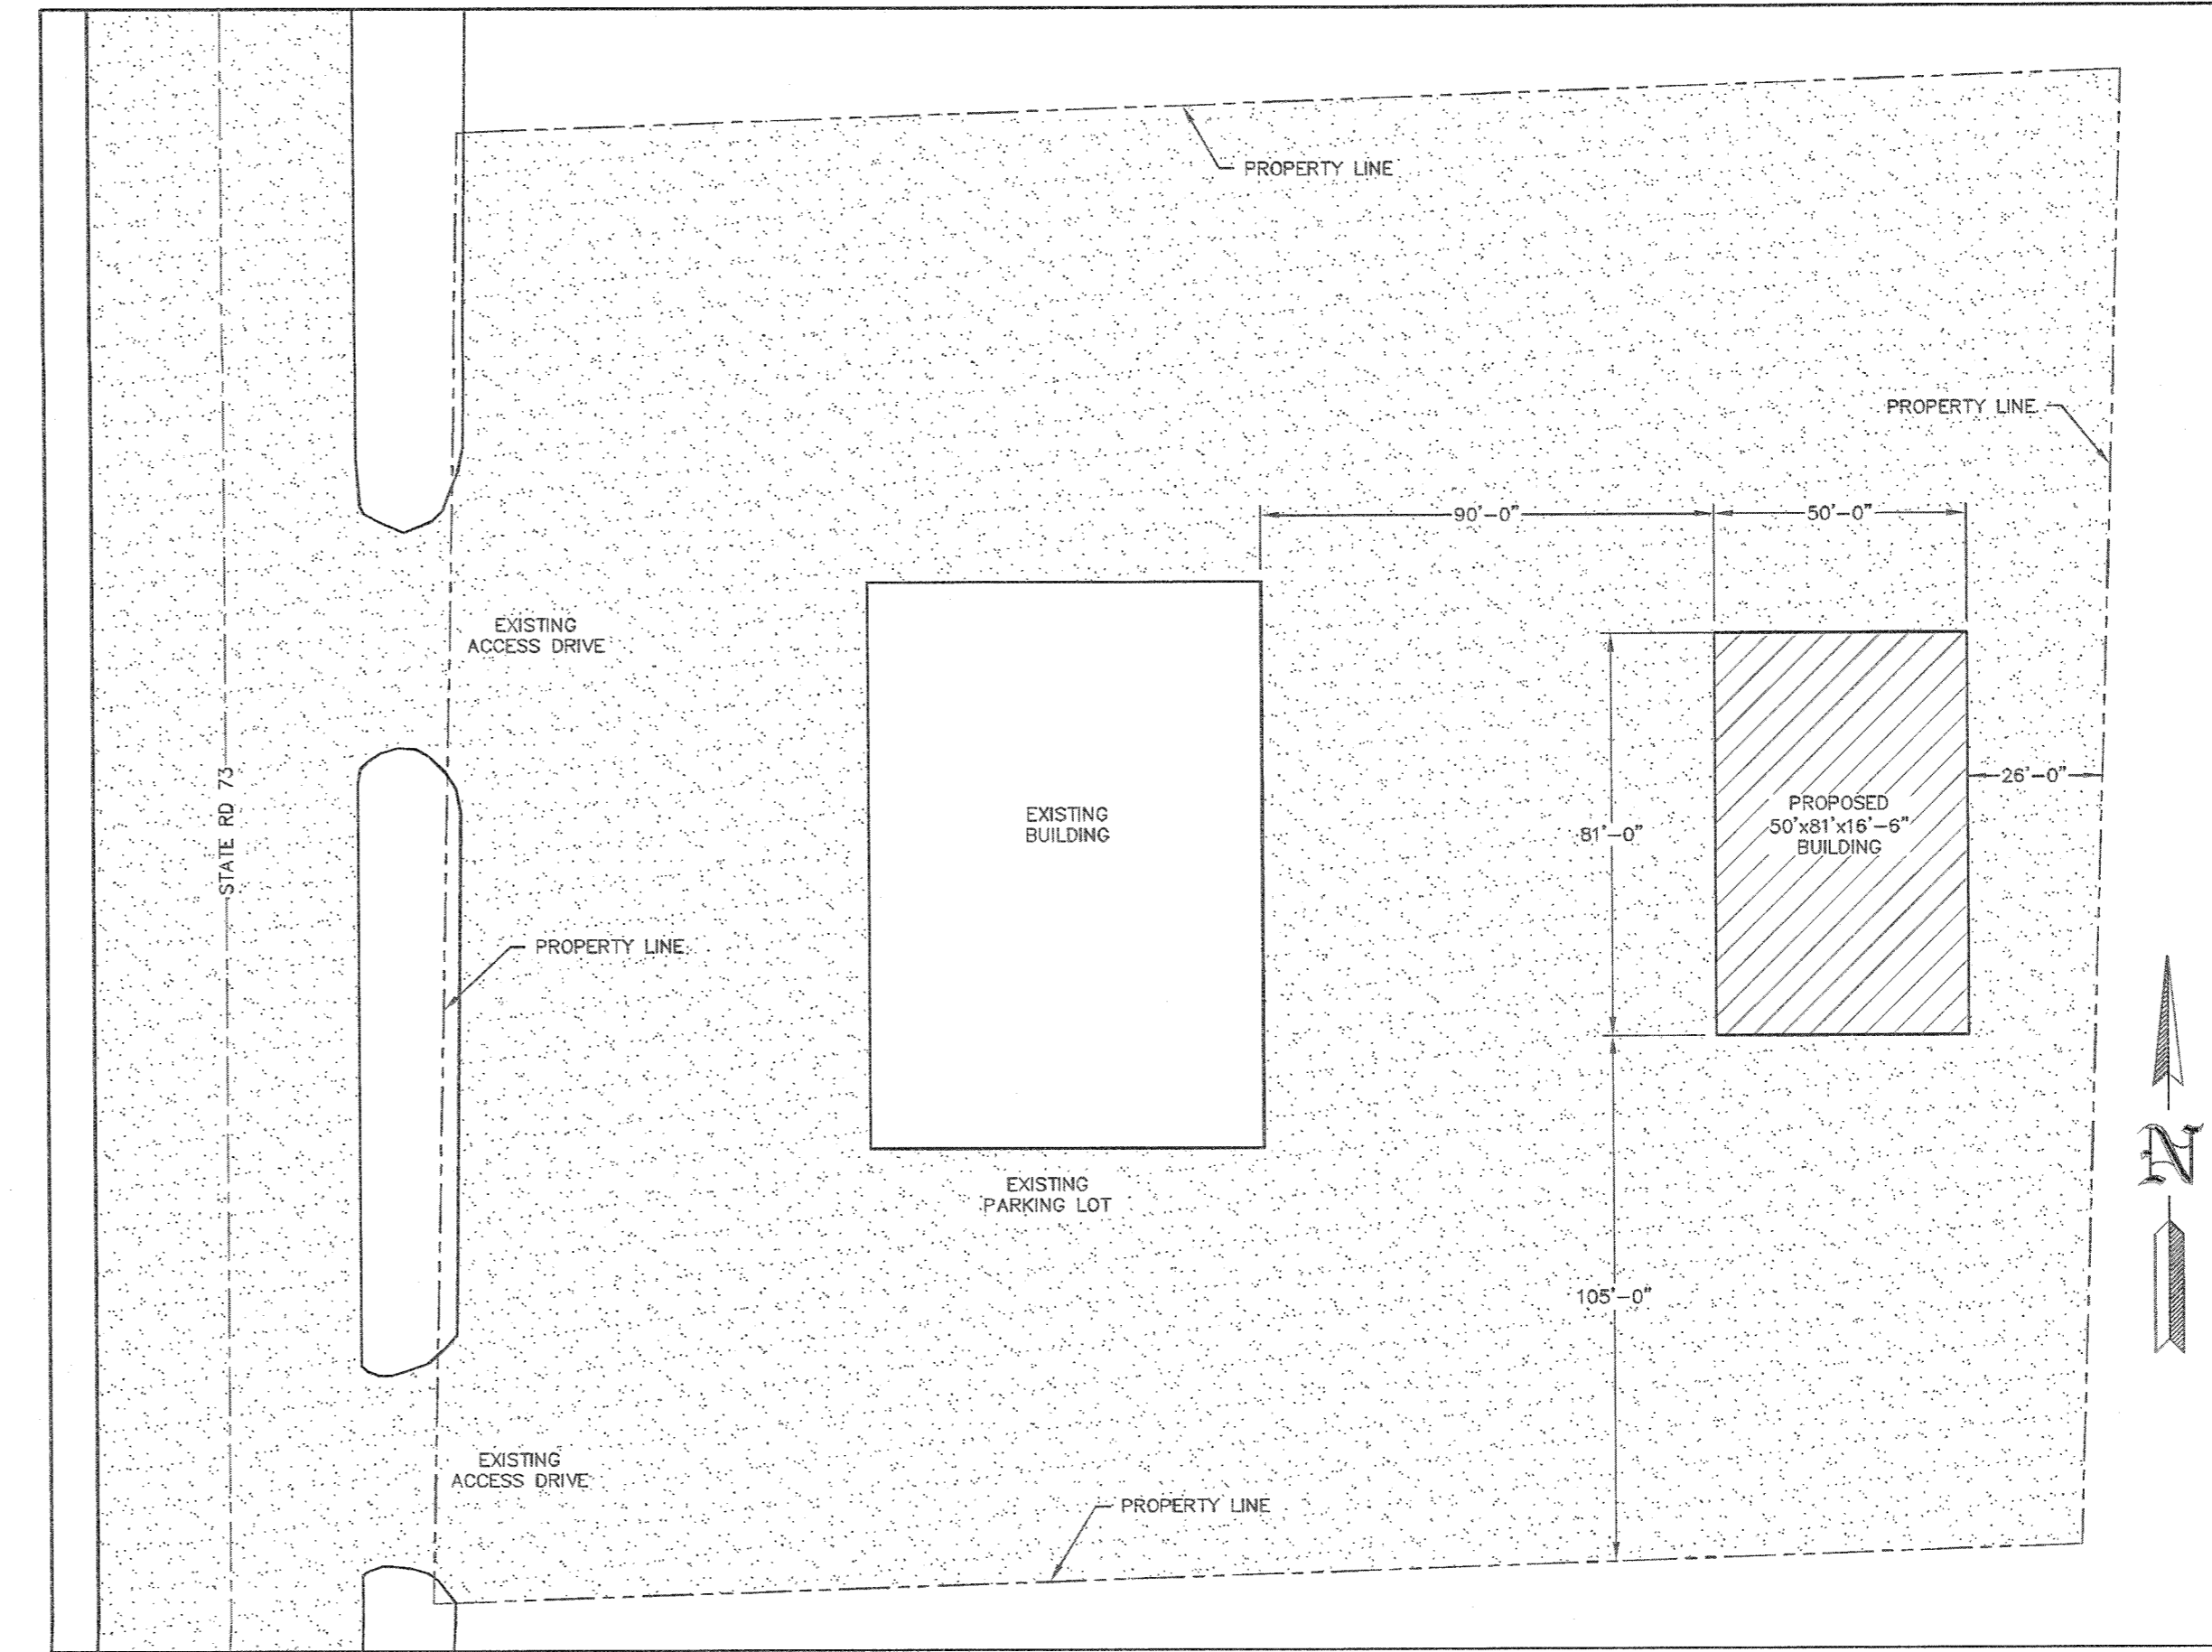 PROPERTY LINE
PROPERTY LINE
90'-0"
50'-0"
EXISTING
ACCESS DRIVE
STATE RD 73
26'-0"
EXISTING
BUILDING
PROPOSED
50'x81'x16'-6"
BUILDING
81'-0"
PROPERTY LINE
N
EXISTING
PARKING LOT
105'-0"
EXISTING
ACCESS DRIVE
PROPERTY LINE